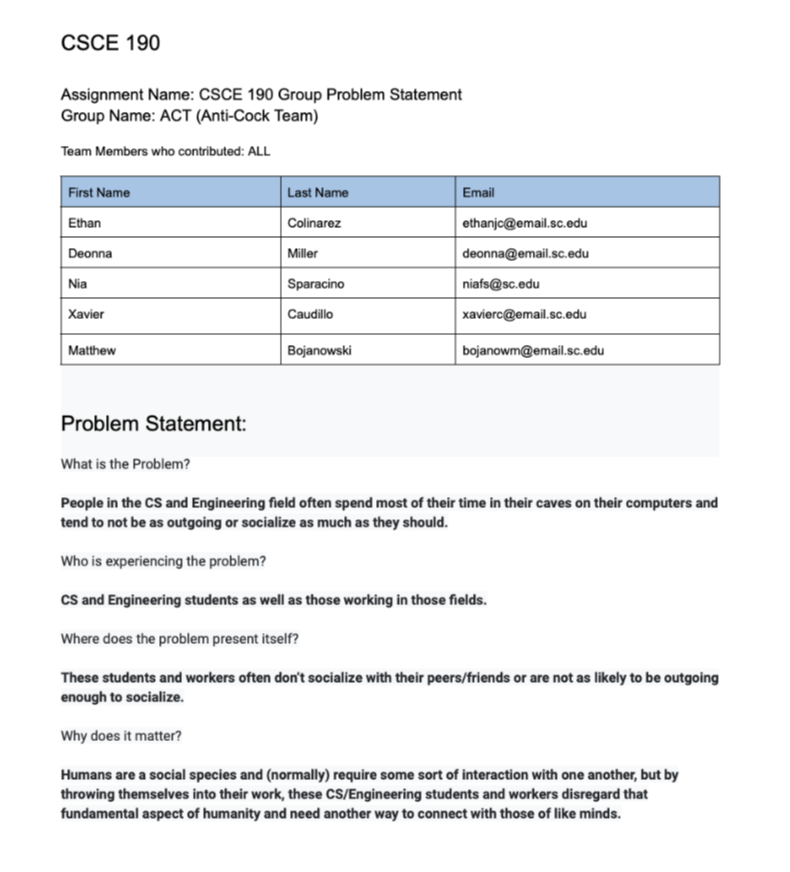 CSCE 190
Assignment Name: CSCE 190 Group Problem Statement
Group Name: ACT (Anti-Cock Team)
Team Members who contributed: ALL
First Name Last Name Email
Ethan Colinarez ethanjc@email.sc.edu
Deonna Miller deonna@email.sc.edu
Nia Sparacino niafs@sc.edu
Xavier Caudillo xavierc@email.sc.edu
Matthew Bojanowski bojanowm@email.sc.edu
Problem Statement:
What is the Problem?
People in the CS and Engineering field often spend most of their time in their caves on their computers and
tend to not be as outgoing or socialize as much as they should.
Who is experiencing the problem?
CS and Engineering students as well as those working in those fields.
Where does the problem present itself?
These students and workers often don't socialize with their peers/friends or are not as likely to be outgoing
enough to socialize.
Why does it matter?
Humans are a social species and (normally) require some sort of interaction with one another, but by
throwing themselves into their work, these CS/Engineering students and workers disregard that
fundamental aspect of humanity and need another way to connect with those of like minds.